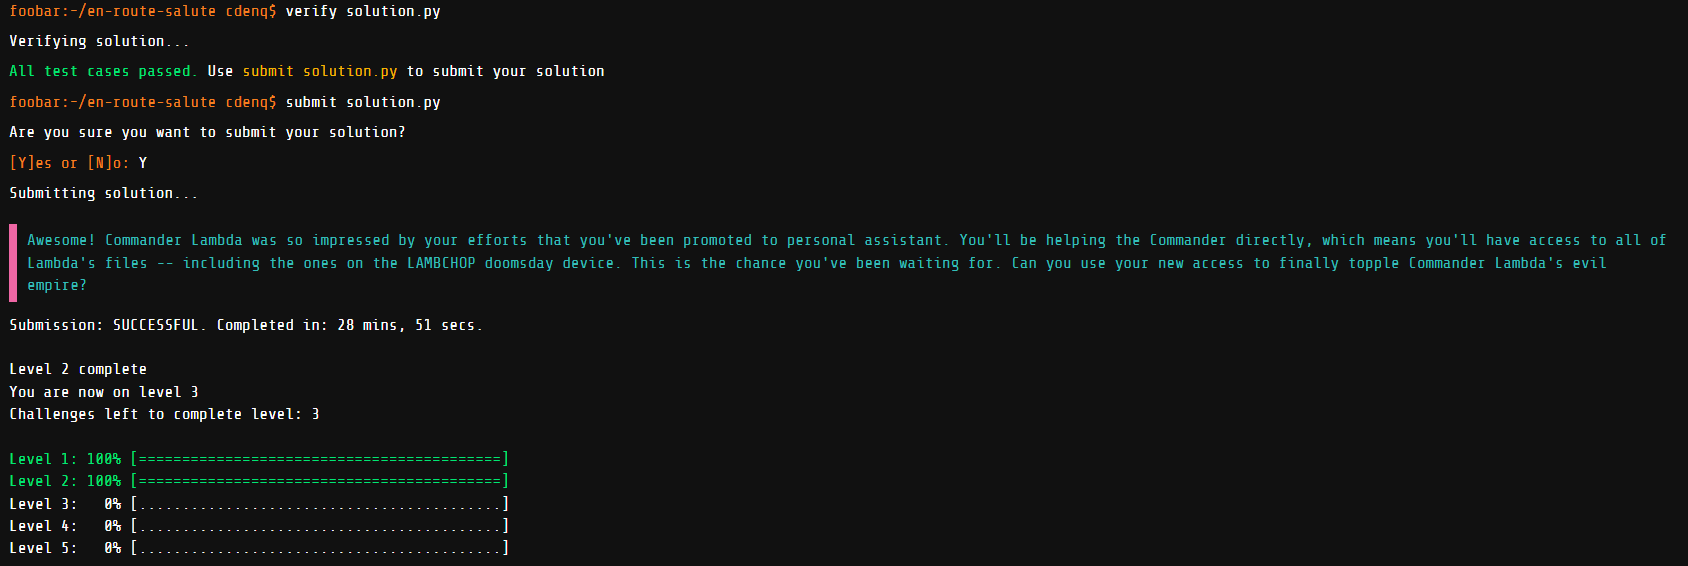 foobar:~/en-route-salute cdenq$ verify solution.py
Verifying solution...
All test cases passed. Use submit solution.py to submit your solution
foobar:~/en-route-salute cdenq$ submit solution.py
Are you sure you want to submit your solution?
[Y]es or [N]o: Y
Submitting solution...
Awesome! Commander Lambda was so impressed by your efforts that you've been promoted to personal assistant. You'll be helping the Commander directly, which means you'll have access to all of
Lambda's files -- including the ones on the LAMBCHOP doomsday device. This is the chance you've been waiting for. Can you use your new access to finally topple Commander Lambda's evil
empire?
Submission: SUCCESSFUL. Completed in: 28 mins, 51 secs.
Level 2 complete
You are now on level 3
Challenges left to complete level: 3
Level 1: 100% [==========================================]
Level 2: 100% [==========================================]
Level 3:   0% [..........................................]
Level 4:   0% [..........................................]
Level 5:   0% [..........................................]